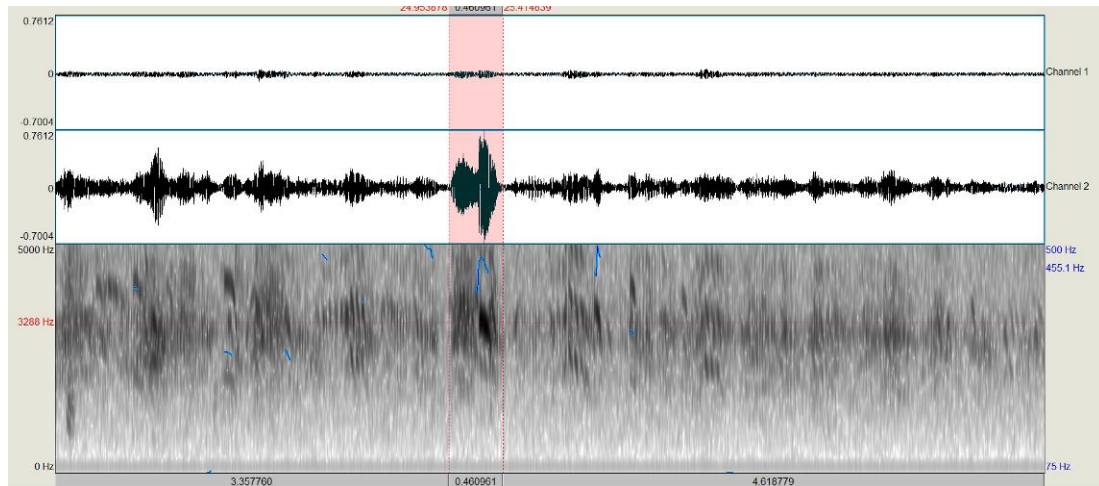 24.953878 0.460961 25.414839
0.7612
0
-0.7004
Channel 1
0.7612
0
-0.7004
Channel 2
5000 Hz
3288 Hz
0 Hz
500 Hz
455.1 Hz
75 Hz
3.357760 0.460961 4.618779